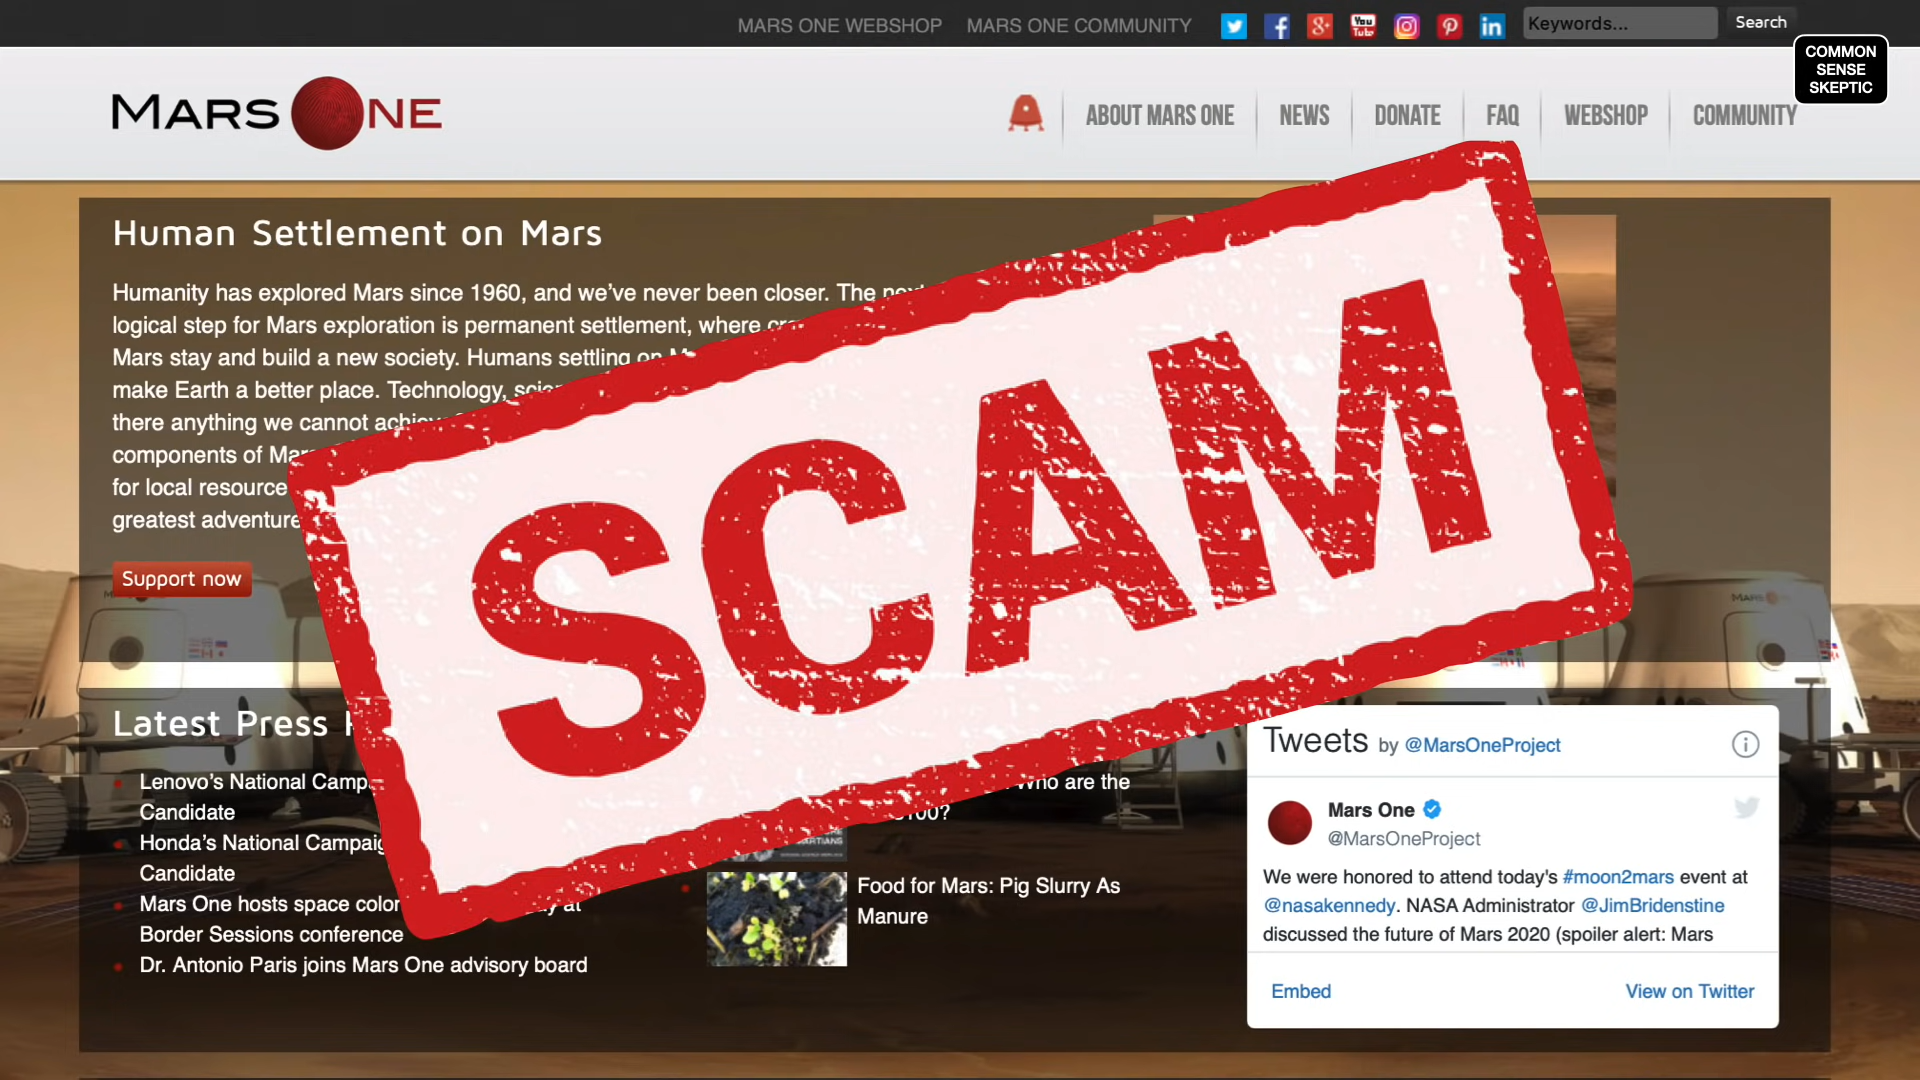 MARS ONE WEBSHOP MARS ONE COMMUNITY Keywords... Search
COMMON
SENSE
SKEPTIC
MARS ONE
ABOUT MARS ONE NEWS DONATE FAQ WEBSHOP COMMUNITY
Human Settlement on Mars
Humanity has explored Mars since 1960, and we've never been closer. The
logical step for Mars exploration is permanent settlement, where
Mars stay and build a new society. Humans settling on
make Earth a better place. Technology,
there anything we cannot
components of
for local resource
greatest adventure
Support now
SCAM
Latest Press
Lenovo's National
Candidate
Honda's National
Candidate
Mars One hosts space at
Border Sessions conference
Dr. Antonio Paris joins Mars One advisory board
Who are the
Food for Mars: Pig Slurry As
Manure
Tweets by @MarsOneProject
Mars One
@MarsOneProject
We were honored to attend today's #moon2mars event at
@nasakennedy. NASA Administrator @JimBridenstine
discussed the future of Mars 2020 (spoiler alert: Mars
Embed View on Twitter